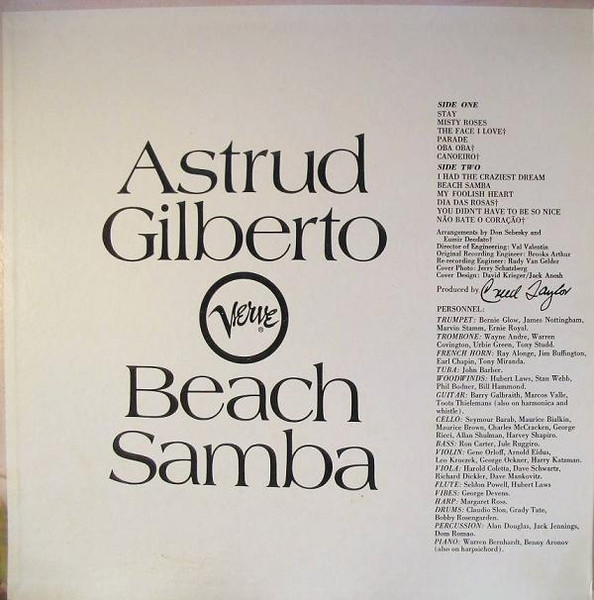 Astrud
Gilberto
Verve®
Beach
Samba
SIDE ONE
STAY
MISTY ROSES
THE FACE I LOVE†
PARADE
OBA OBA†
CANOEIRO†
SIDE TWO
I HAD THE CRAZIEST DREAM
BEACH SAMBA
MY FOOLISH HEART
DIA DAS ROSAS†
YOU DIDN'T HAVE TO BE SO NICE
NÃO BATE O CORAÇÃO†
Arrangements by Don Sebesky and
Eumir Deodato†
Director of Engineering: Val Valentin
Original Recording Engineer: Brooks Arthur
Re-recording Engineer: Rudy Van Gelder
Cover Photo: Jerry Schatzberg
Cover Design: David Krieger/Jack Anesh
Produced by Creed Taylor
PERSONNEL:
TRUMPET: Bernie Glow, James Nottingham,
Marvin Stamm, Ernie Royal.
TROMBONE: Wayne Andre, Warren
Covington, Urbie Green, Tony Studd.
FRENCH HORN: Ray Alonge, Jim Buffington,
Earl Chapin, Tony Miranda.
TUBA: John Barber.
WOODWINDS: Hubert Laws, Stan Webb,
Phil Bodner, Bill Hammond.
GUITAR: Barry Galbraith, Marcos Valle,
Toots Thielemans (also on harmonica and
whistle).
CELLO: Seymour Barab, Maurice Bialkin,
Maurice Brown, Charles McCracken, George
Ricci, Allan Shulman, Harvey Shapiro.
BASS: Ron Carter, Jule Ruggiro.
VIOLIN: Gene Orloff, Arnold Eidus,
Leo Kruczek, George Ockner, Harry Katzman.
VIOLA: Harold Coletta, Dave Schwartz,
Richard Dickler, Dave Mankovitz.
FLUTE: Seldon Powell, Hubert Laws
VIBES: George Devens.
HARP: Margaret Ross.
DRUMS: Claudio Slon, Grady Tate,
Bobby Rosengarden.
PERCUSSION: Alan Douglas, Jack Jennings,
Dom Romao.
PIANO: Warren Bernhardt, Benny Aronov
(also on harpsichord).